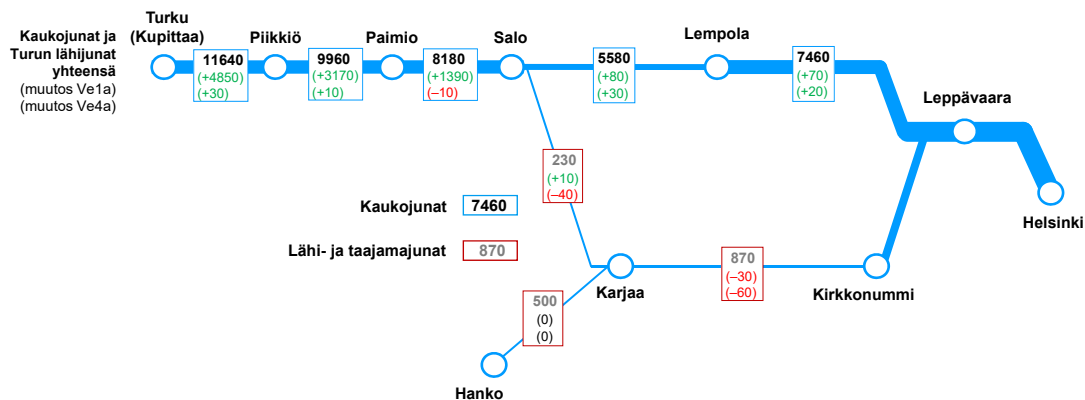 Kaukojunat ja
Turun lähijunat
yhteensä
(muutos Ve1a)
(muutos Ve4a)
Turku
(Kupittaa)
11640
(+4850)
(+30)
Piikkiö
9960
(+3170)
(+10)
Paimio
8180
(+1390)
(–10)
Salo
5580
(+80)
(+30)
Lempola
7460
(+70)
(+20)
Leppävaara
Helsinki
230
(+10)
(–40)
Kaukojunat
7460
Lähi- ja taajamajunat
870
Karjaa
870
(–30)
(–60)
Kirkkonummi
500
(0)
(0)
Hanko